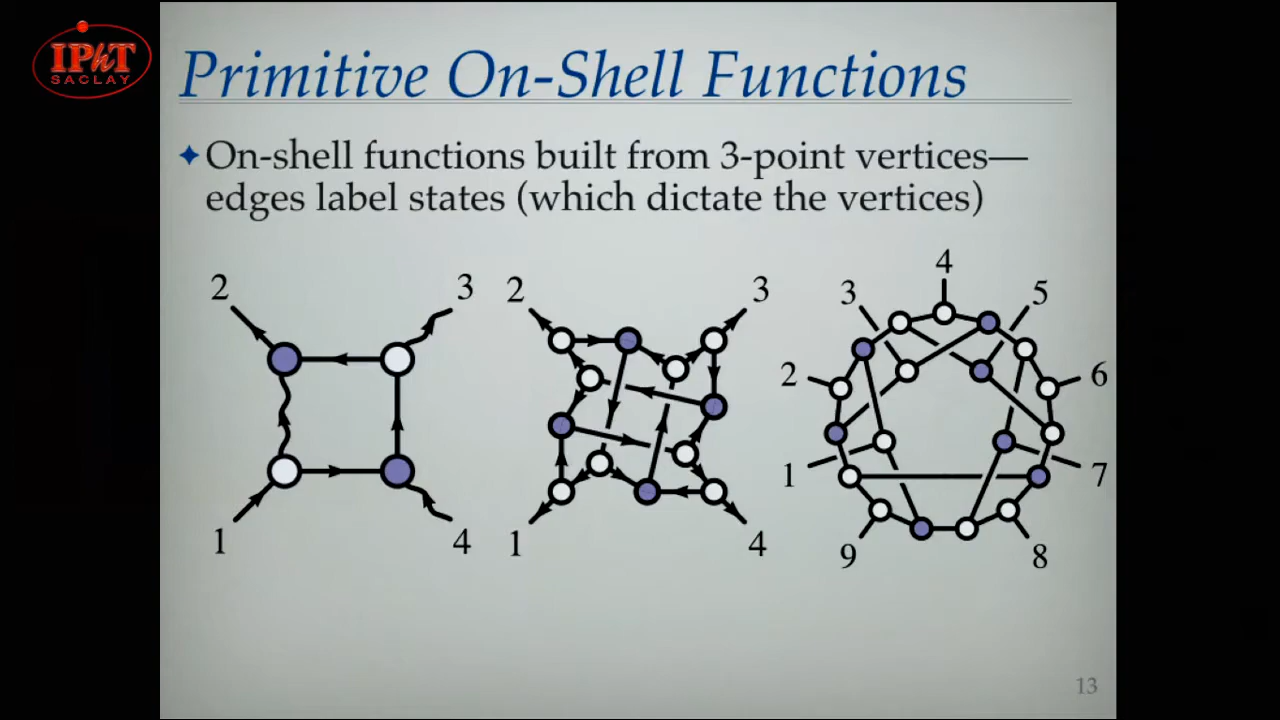 IPhT
SACLAY
Primitive On-Shell Functions
✦ On-shell functions built from 3-point vertices—
edges label states (which dictate the vertices)
2 3
1 4
2 3
1 4
4
3 5
2 6
1 7
9 8
13